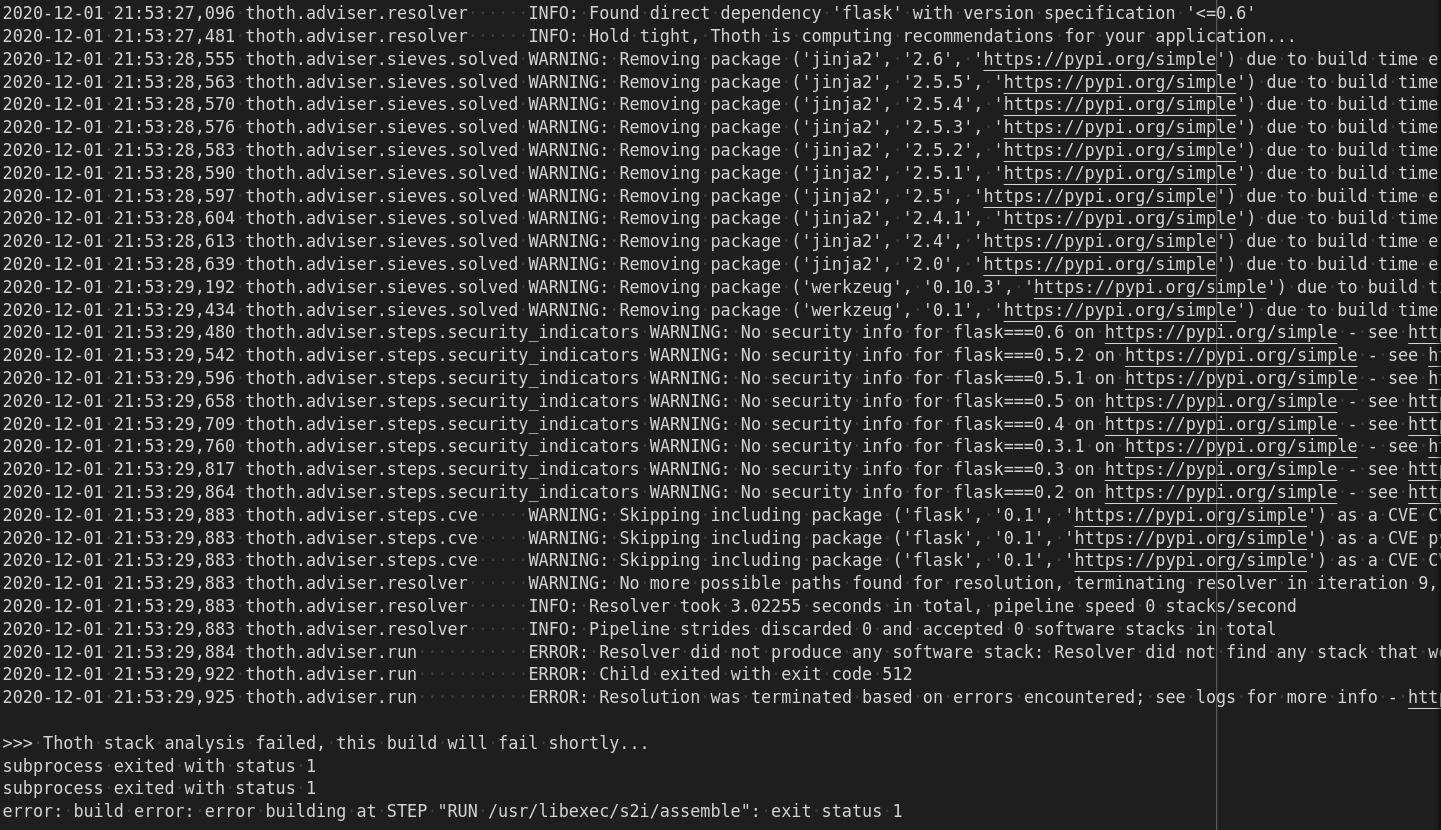 2020-12-01 21:53:27,096 thoth.adviser.resolver INFO: Found direct dependency 'flask' with version specification '<=0.6'
2020-12-01 21:53:27,481 thoth.adviser.resolver INFO: Hold tight, Thoth is computing recommendations for your application...
2020-12-01 21:53:28,555 thoth.adviser.sieves.solved WARNING: Removing package ('jinja2', '2.6', 'https://pypi.org/simple') due to build time e
2020-12-01 21:53:28,563 thoth.adviser.sieves.solved WARNING: Removing package ('jinja2', '2.5.5', 'https://pypi.org/simple') due to build time
2020-12-01 21:53:28,570 thoth.adviser.sieves.solved WARNING: Removing package ('jinja2', '2.5.4', 'https://pypi.org/simple') due to build time
2020-12-01 21:53:28,576 thoth.adviser.sieves.solved WARNING: Removing package ('jinja2', '2.5.3', 'https://pypi.org/simple') due to build time
2020-12-01 21:53:28,583 thoth.adviser.sieves.solved WARNING: Removing package ('jinja2', '2.5.2', 'https://pypi.org/simple') due to build time
2020-12-01 21:53:28,590 thoth.adviser.sieves.solved WARNING: Removing package ('jinja2', '2.5.1', 'https://pypi.org/simple') due to build time
2020-12-01 21:53:28,597 thoth.adviser.sieves.solved WARNING: Removing package ('jinja2', '2.5', 'https://pypi.org/simple') due to build time e
2020-12-01 21:53:28,604 thoth.adviser.sieves.solved WARNING: Removing package ('jinja2', '2.4.1', 'https://pypi.org/simple') due to build time
2020-12-01 21:53:28,613 thoth.adviser.sieves.solved WARNING: Removing package ('jinja2', '2.4', 'https://pypi.org/simple') due to build time e
2020-12-01 21:53:28,639 thoth.adviser.sieves.solved WARNING: Removing package ('jinja2', '2.0', 'https://pypi.org/simple') due to build time e
2020-12-01 21:53:29,192 thoth.adviser.sieves.solved WARNING: Removing package ('werkzeug', '0.10.3', 'https://pypi.org/simple') due to build t
2020-12-01 21:53:29,434 thoth.adviser.sieves.solved WARNING: Removing package ('werkzeug', '0.1', 'https://pypi.org/simple') due to build time
2020-12-01 21:53:29,480 thoth.adviser.steps.security_indicators WARNING: No security info for flask===0.6 on https://pypi.org/simple - see htt
2020-12-01 21:53:29,542 thoth.adviser.steps.security_indicators WARNING: No security info for flask===0.5.2 on https://pypi.org/simple - see h
2020-12-01 21:53:29,596 thoth.adviser.steps.security_indicators WARNING: No security info for flask===0.5.1 on https://pypi.org/simple - see h
2020-12-01 21:53:29,658 thoth.adviser.steps.security_indicators WARNING: No security info for flask===0.5 on https://pypi.org/simple - see htt
2020-12-01 21:53:29,709 thoth.adviser.steps.security_indicators WARNING: No security info for flask===0.4 on https://pypi.org/simple - see htt
2020-12-01 21:53:29,760 thoth.adviser.steps.security_indicators WARNING: No security info for flask===0.3.1 on https://pypi.org/simple - see h
2020-12-01 21:53:29,817 thoth.adviser.steps.security_indicators WARNING: No security info for flask===0.3 on https://pypi.org/simple - see htt
2020-12-01 21:53:29,864 thoth.adviser.steps.security_indicators WARNING: No security info for flask===0.2 on https://pypi.org/simple - see htt
2020-12-01 21:53:29,883 thoth.adviser.steps.cve WARNING: Skipping including package ('flask', '0.1', 'https://pypi.org/simple') as a CVE C
2020-12-01 21:53:29,883 thoth.adviser.steps.cve WARNING: Skipping including package ('flask', '0.1', 'https://pypi.org/simple') as a CVE p
2020-12-01 21:53:29,883 thoth.adviser.steps.cve WARNING: Skipping including package ('flask', '0.1', 'https://pypi.org/simple') as a CVE C
2020-12-01 21:53:29,883 thoth.adviser.resolver WARNING: No more possible paths found for resolution, terminating resolver in iteration 9,
2020-12-01 21:53:29,883 thoth.adviser.resolver INFO: Resolver took 3.02255 seconds in total, pipeline speed 0 stacks/second
2020-12-01 21:53:29,883 thoth.adviser.resolver INFO: Pipeline strides discarded 0 and accepted 0 software stacks in total
2020-12-01 21:53:29,884 thoth.adviser.run ERROR: Resolver did not produce any software stack: Resolver did not find any stack that w
2020-12-01 21:53:29,922 thoth.adviser.run ERROR: Child exited with exit code 512
2020-12-01 21:53:29,925 thoth.adviser.run ERROR: Resolution was terminated based on errors encountered; see logs for more info - htt
>>> Thoth stack analysis failed, this build will fail shortly...
subprocess exited with status 1
subprocess exited with status 1
error: build error: error building at STEP "RUN /usr/libexec/s2i/assemble": exit status 1